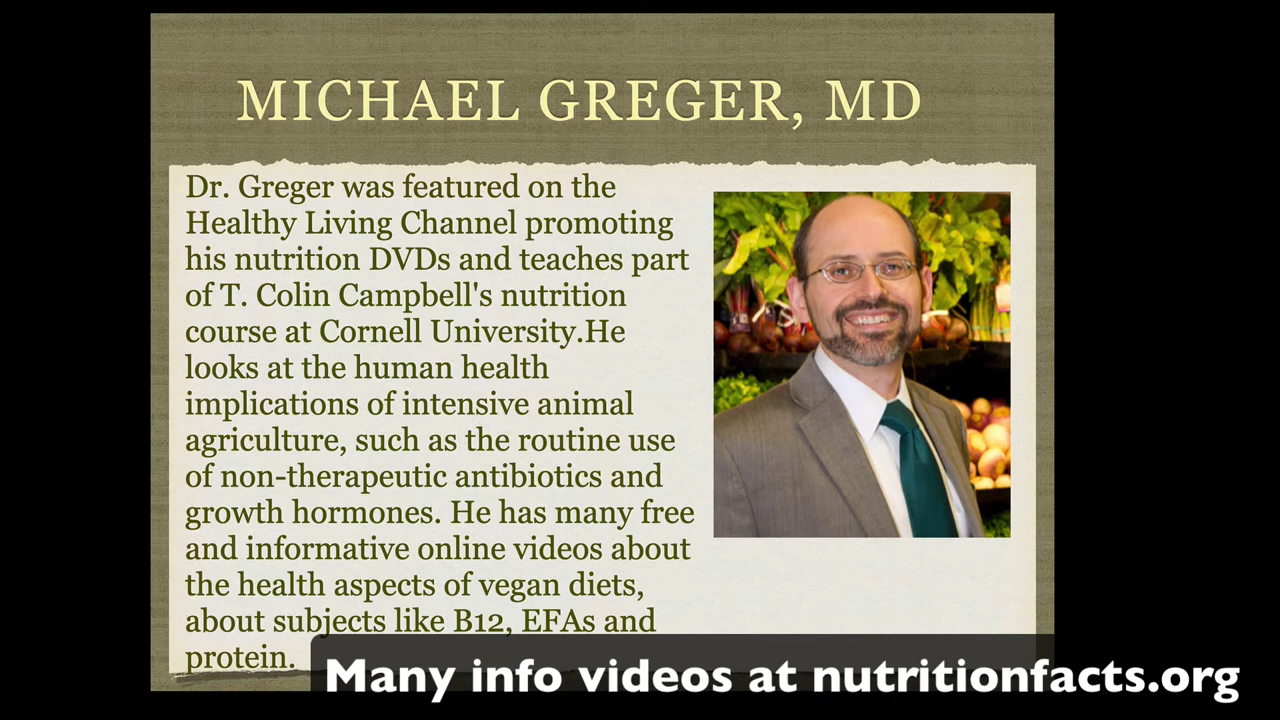 MICHAEL GREGER, MD
Dr. Greger was featured on the
Healthy Living Channel promoting
his nutrition DVDs and teaches part
of T. Colin Campbell's nutrition
course at Cornell University.He
looks at the human health
implications of intensive animal
agriculture, such as the routine use
of non-therapeutic antibiotics and
growth hormones. He has many free
and informative online videos about
the health aspects of vegan diets,
about subjects like B12, EFAs and
protein.
Many info videos at nutritionfacts.org